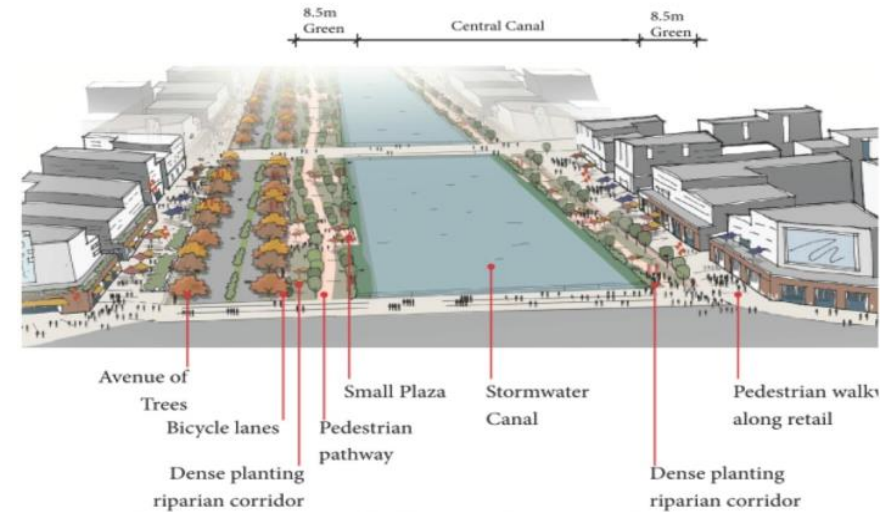 8.5m
Green
Central Canal
8.5m
Green
Avenue of
Trees
Bicycle lanes
Dense planting
riparian corridor
Pedestrian
pathway
Small Plaza
Stormwater
Canal
Dense planting
riparian corridor
Pedestrian
along retail